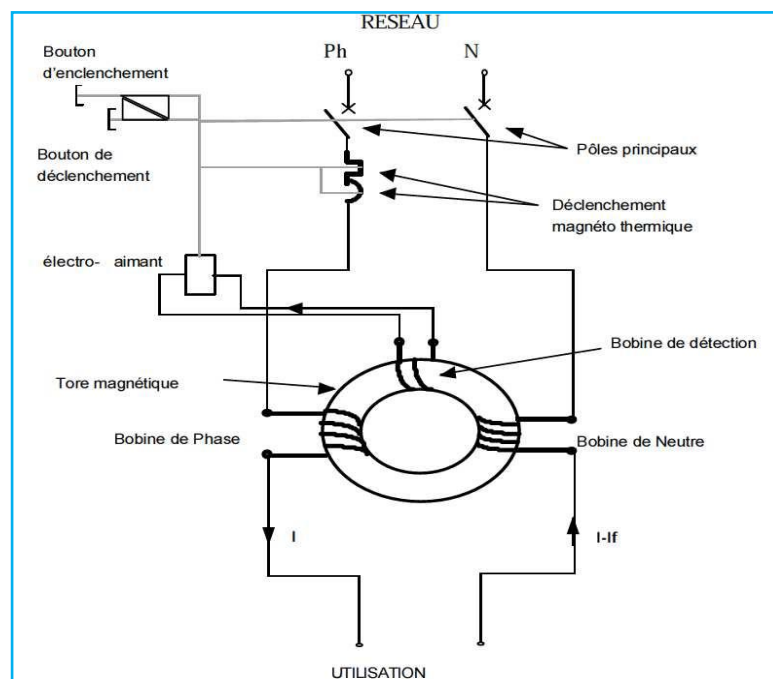 RESEAU
Bouton
d'enclenchement
Ph
N
Bouton de
déclenchement
Pôles principaux
Déclenchement
magnéto thermique
électro- aimant
Bobine de détection
Tore magnétique
Bobine de Phase
Bobine de Neutre
I
I-If
UTILISATION